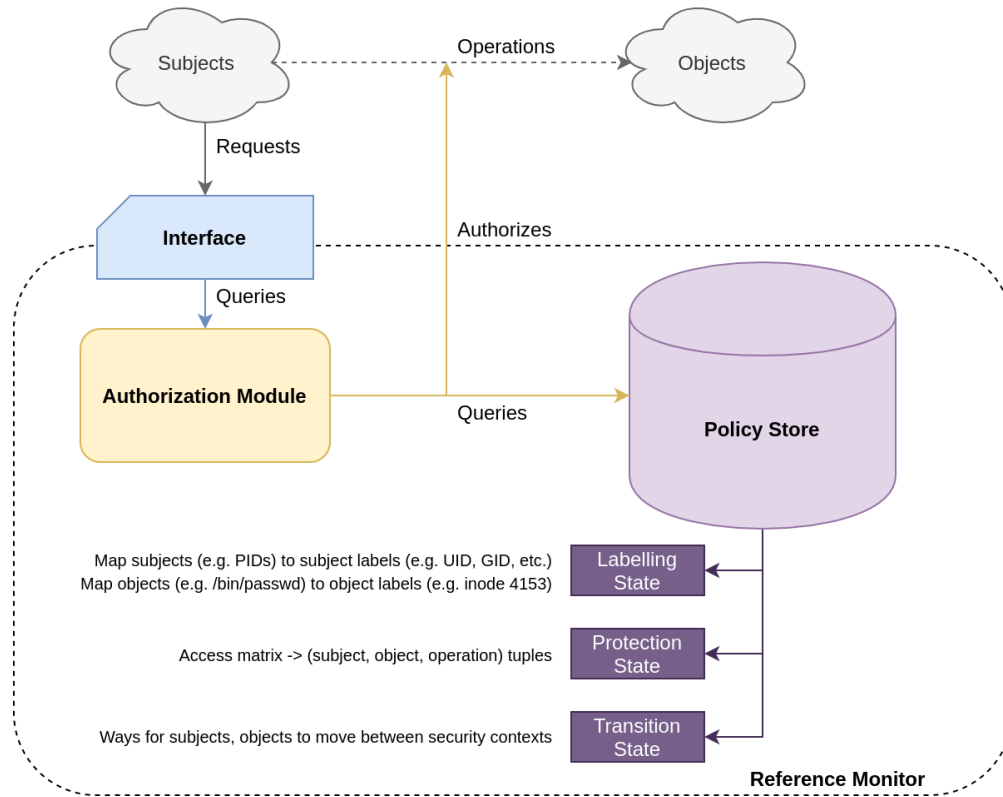 Subjects
Operations
Objects
Requests
Interface
Authorizes
Queries
Authorization Module
Queries
Policy Store
Map subjects (e.g. PIDs) to subject labels (e.g. UID, GID, etc.)
Map objects (e.g. /bin/passwd) to object labels (e.g. inode 4153)
Labelling
State
Access matrix -> (subject, object, operation) tuples
Protection
State
Ways for subjects, objects to move between security contexts
Transition
State
Reference Monitor